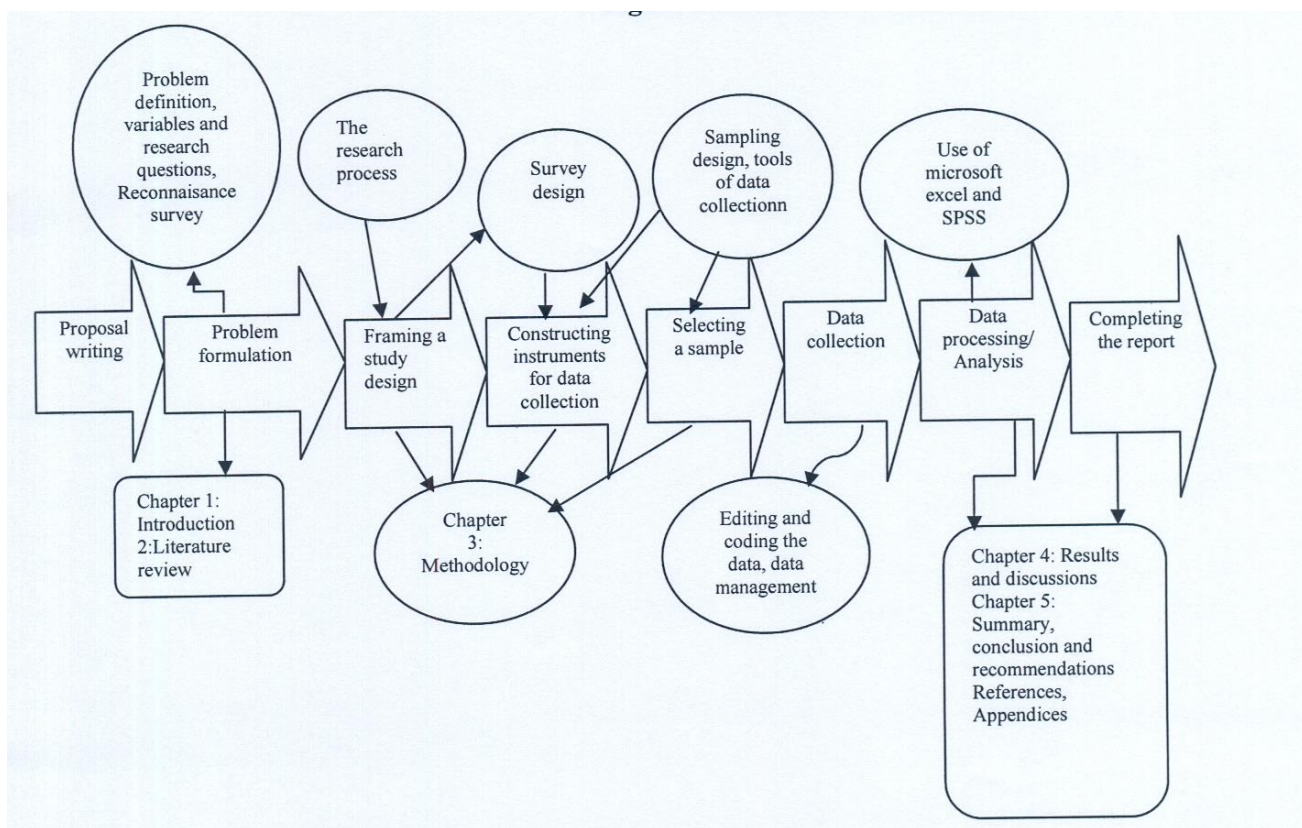 Problem
definition,
variables and
research
questions,
Reconnaisance
survey
The
research
process
Survey
design
Sampling
design, tools
of data
collectionn
Use of
microsoft
excel and
SPSS
Proposal
writing
Problem
formulation
Framing a
study
design
Constructing
instruments
for data
collection
Selecting
a sample
Data
collection
Data
processing/
Analysis
Completing
the report
Chapter 1:
Introduction
2:Literature
review
Chapter
3:
Methodology
Editing and
coding the
data, data
management
Chapter 4: Results
and discussions
Chapter 5:
Summary,
conclusion and
recommendations
References,
Appendices